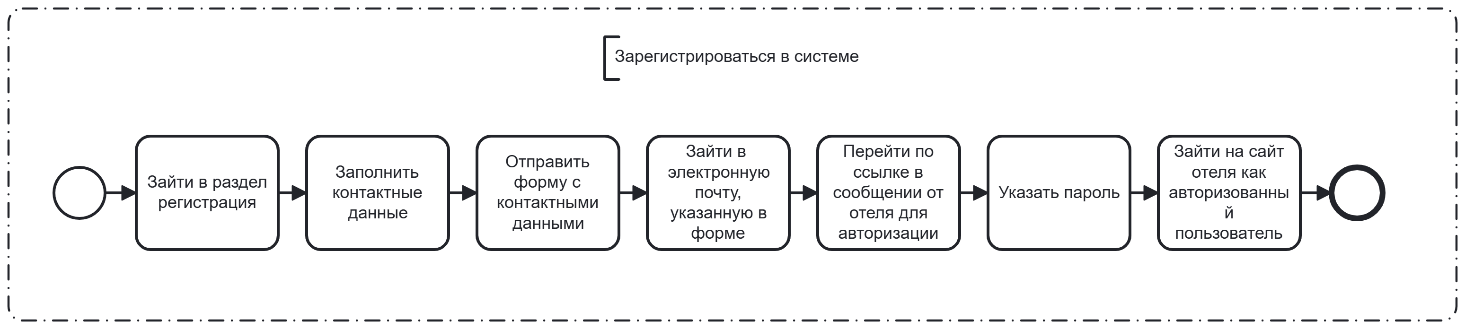 Зарегистрироваться в системе
Зайти в раздел
регистрация
Заполнить
контактные
данные
Отправить
форму с
контактными
данными
Зайти в
электронную
почту,
указанную в
форме
Перейти по
ссылке в
сообщении от
отеля для
авторизации
Указать пароль
Зайти на сайт
отеля как
авторизованны
й
пользователь